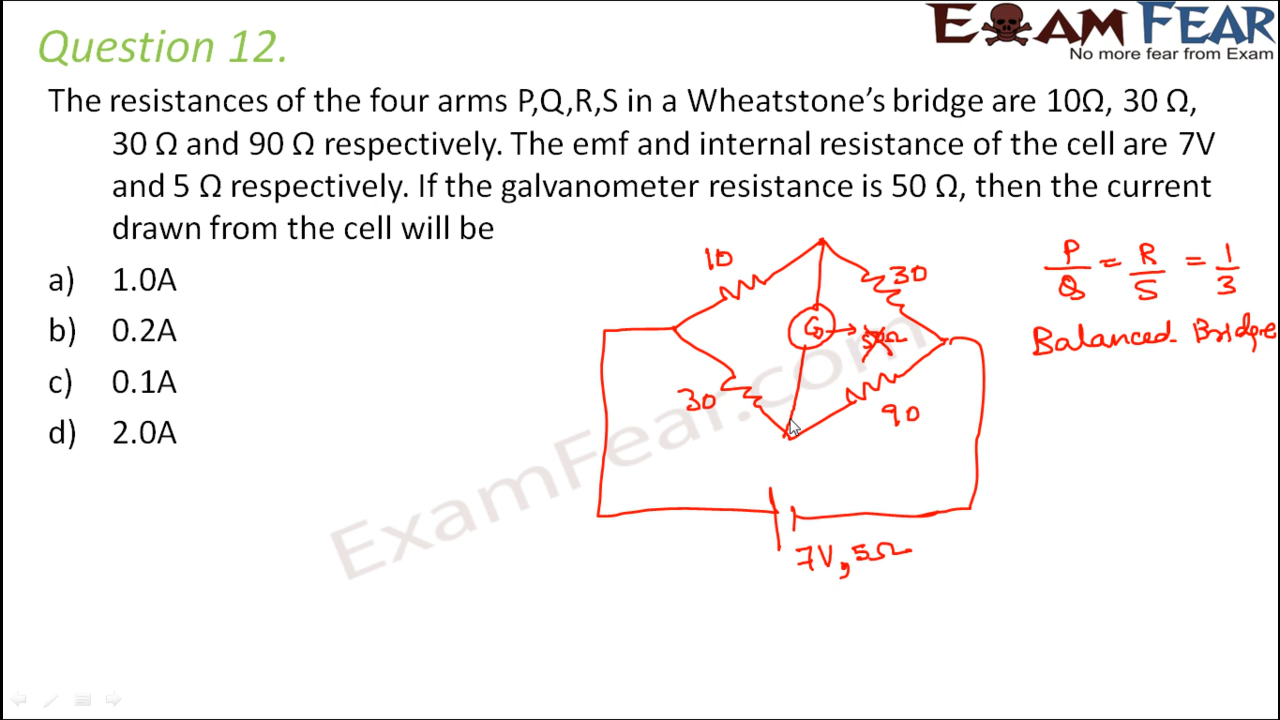 EXAM FEAR
No more fear from Exam
Question 12.
The resistances of the four arms P,Q,R,S in a Wheatstone’s bridge are 10Ω, 30 Ω,
30 Ω and 90 Ω respectively. The emf and internal resistance of the cell are 7V
and 5 Ω respectively. If the galvanometer resistance is 50 Ω, then the current
drawn from the cell will be
a) 1.0A
b) 0.2A
c) 0.1A
d) 2.0A
10
30
G
Ω
30
90
7V, 5Ω
P/Q = R/S = 1/3
Balanced Bridge
ExamFear.com